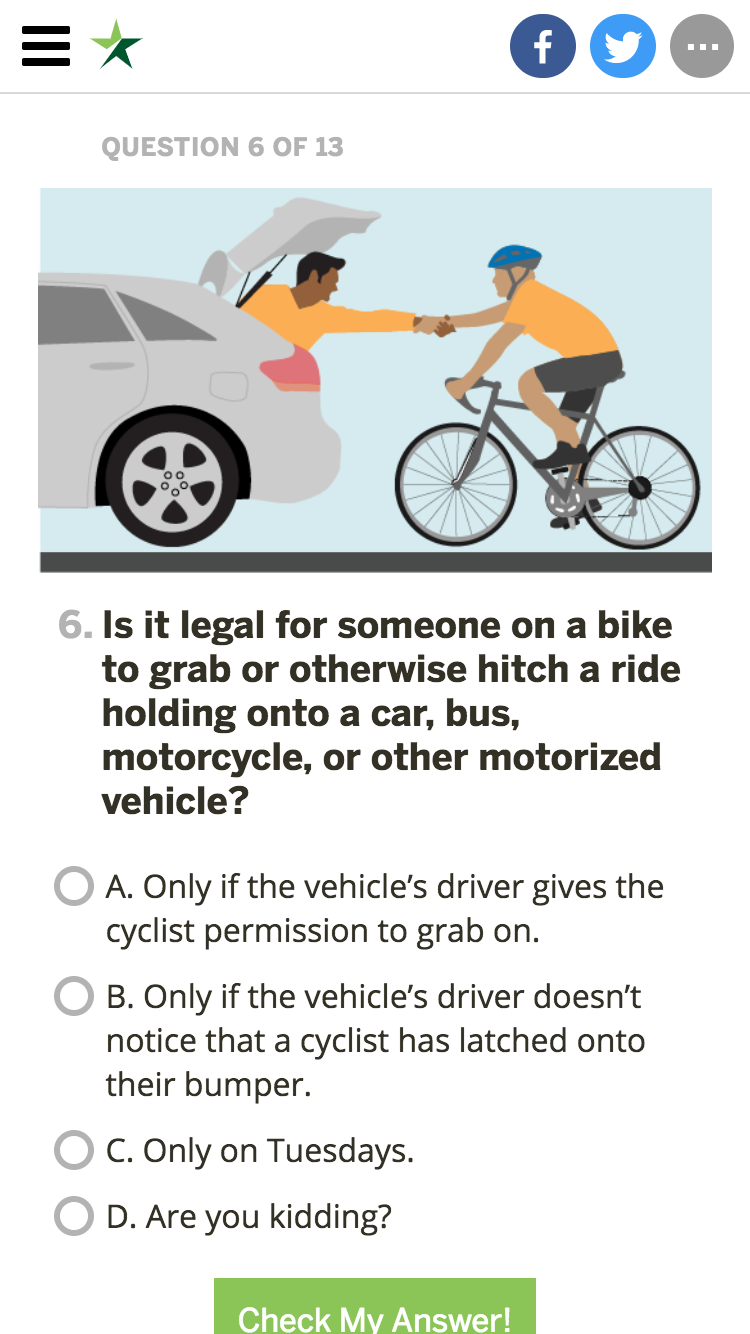 QUESTION 6 OF 13
6. Is it legal for someone on a bike
to grab or otherwise hitch a ride
holding onto a car, bus,
motorcycle, or other motorized
vehicle?
A. Only if the vehicle’s driver gives the
cyclist permission to grab on.
B. Only if the vehicle’s driver doesn’t
notice that a cyclist has latched onto
their bumper.
C. Only on Tuesdays.
D. Are you kidding?
Check My Answer!